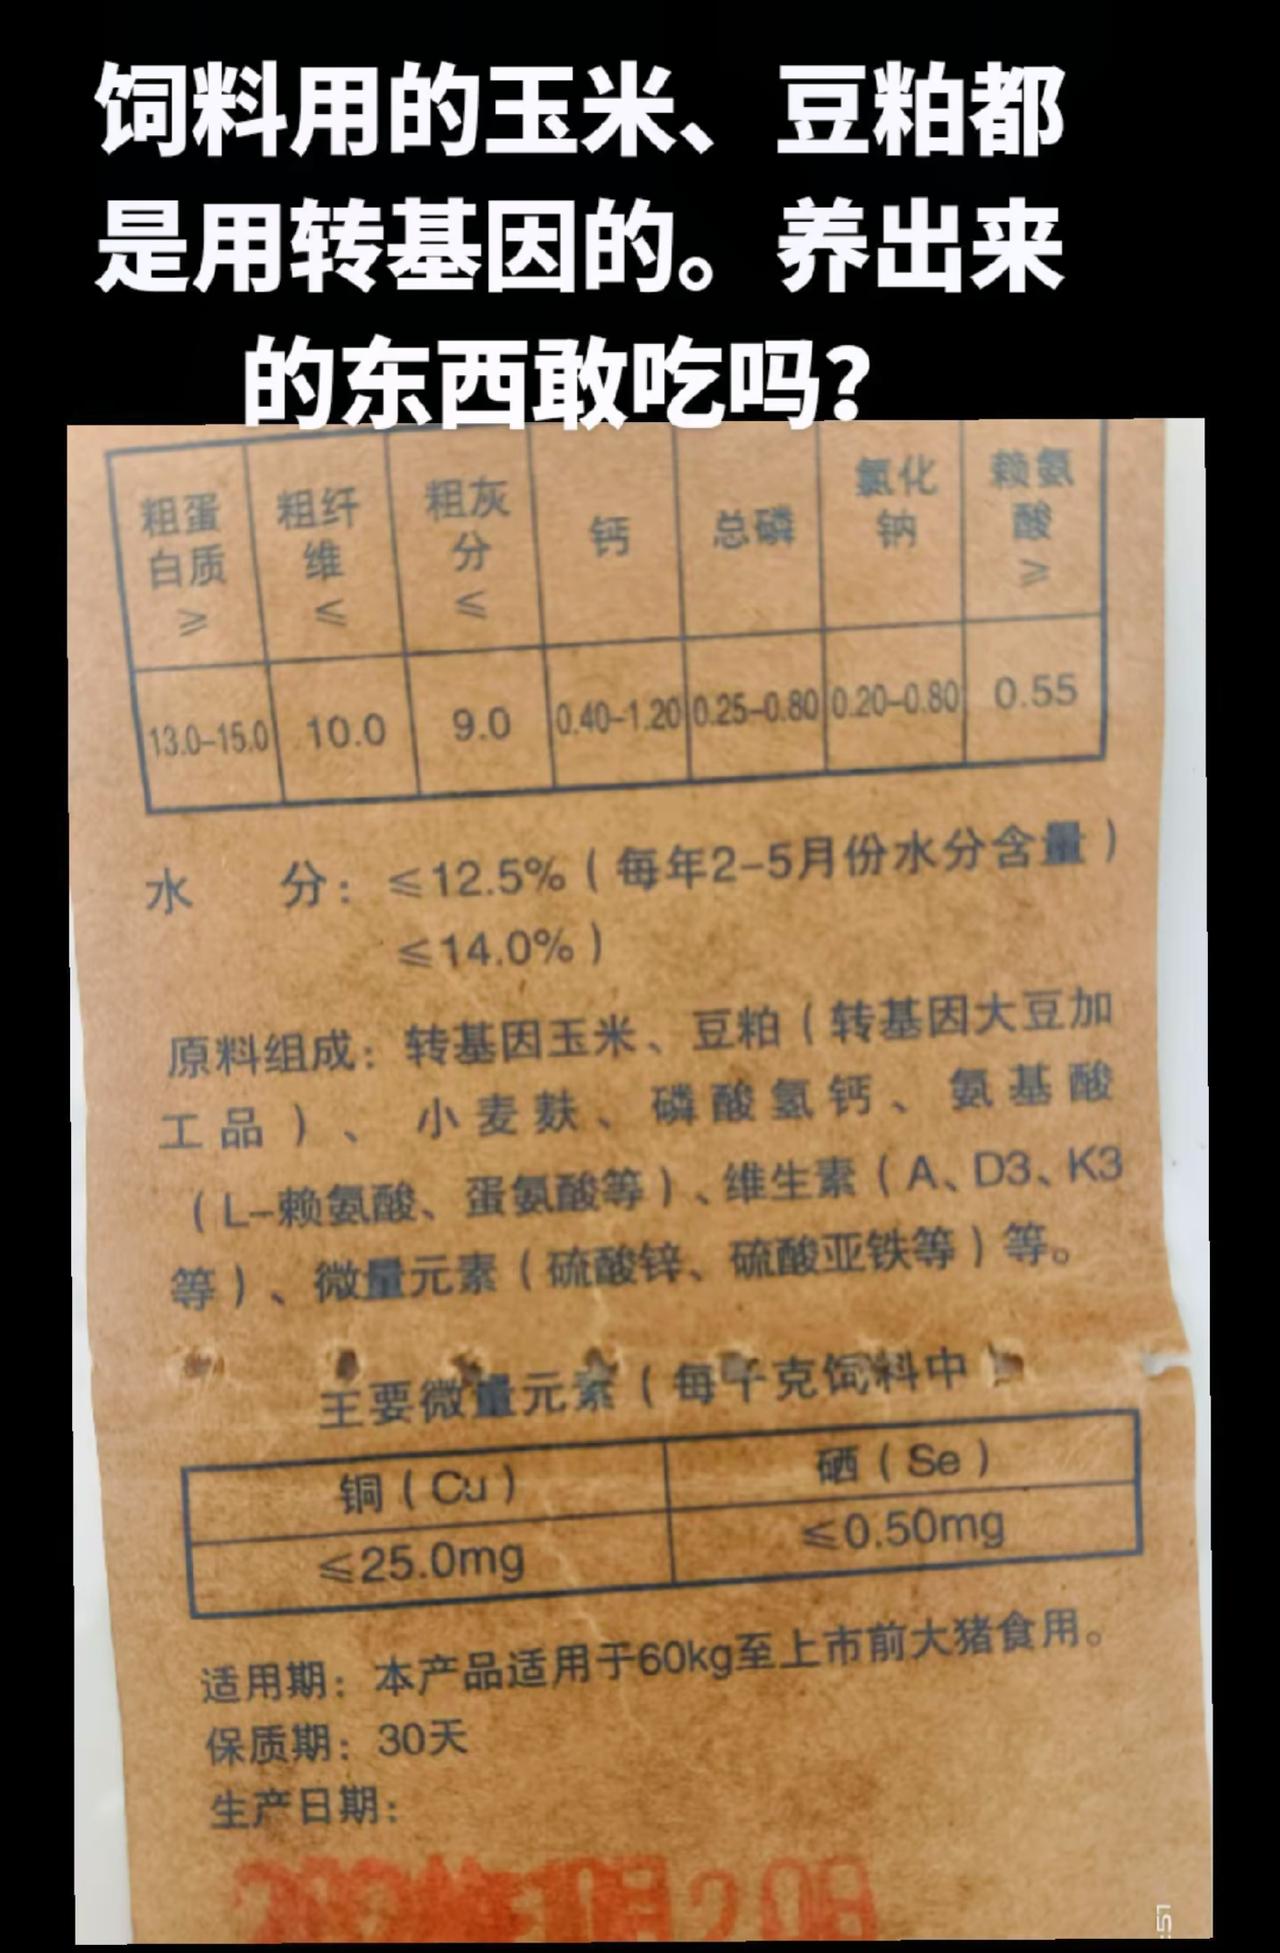 饲料用的玉米、豆粕都
是用转基因的。养出来
的东西敢吃吗？
粗蛋白质≥ 粗纤维≤ 粗灰分≤ 钙 总磷 氯化钠 赖氨酸≥
13.0-15.0 10.0 9.0 0.40-1.20 0.25-0.80 0.20-0.80 0.55
水 分：≤12.5%（每年2-5月份水分含量
≤14.0%）
原料组成：转基因玉米、豆粕（转基因大豆加
工品）、小麦麸、磷酸氢钙、氨基酸
（L-赖氨酸、蛋氨酸等）、维生素（A、D3、K3
等）、微量元素（硫酸锌、硫酸亚铁等）等。
主要微量元素（每千克饲料中
铜（Cu） 硒（Se）
≤25.0mg ≤0.50mg
适用期：本产品适用于60kg至上市前大猪食用。
保质期：30天
生产日期：